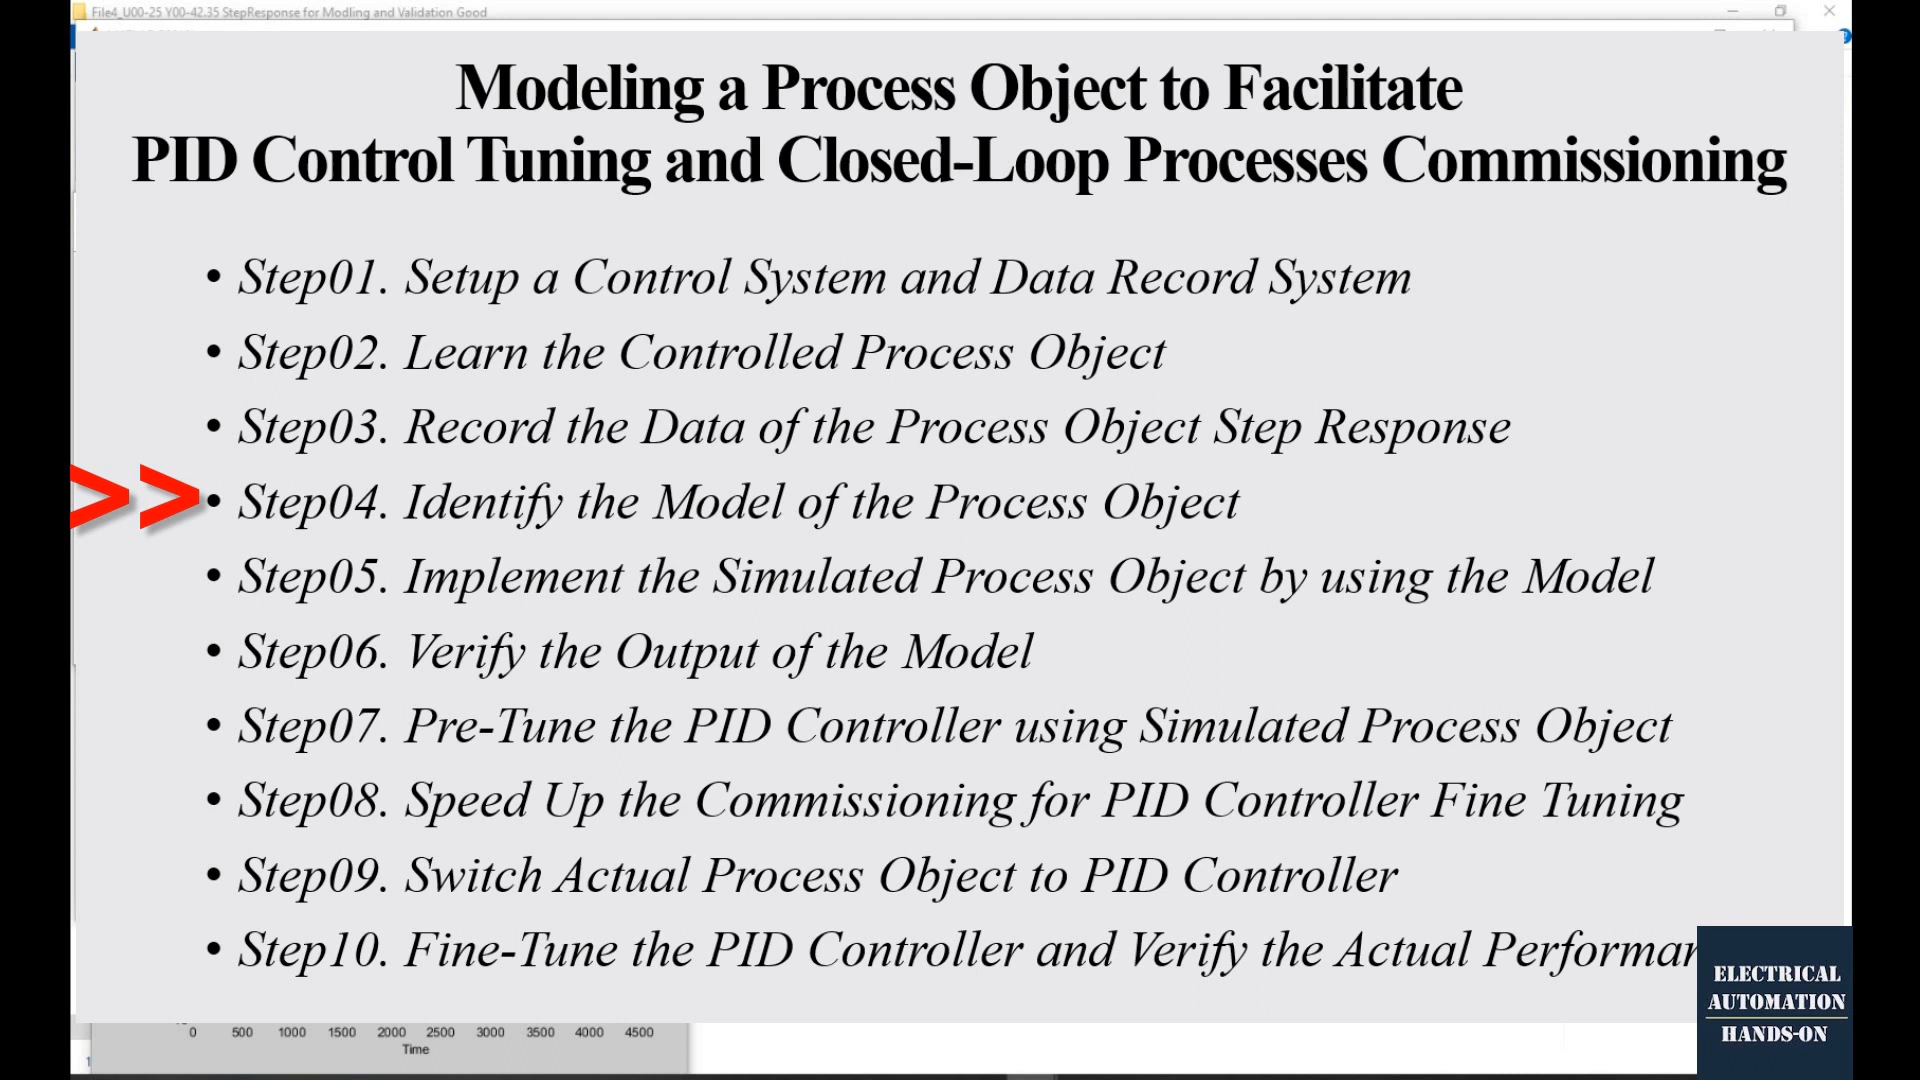 File4_U00-25 Y00-42.35 StepResponse for Modling and Validation Good
Modeling a Process Object to Facilitate
PID Control Tuning and Closed-Loop Processes Commissioning
• Step01. Setup a Control System and Data Record System
• Step02. Learn the Controlled Process Object
• Step03. Record the Data of the Process Object Step Response
>>• Step04. Identify the Model of the Process Object
• Step05. Implement the Simulated Process Object by using the Model
• Step06. Verify the Output of the Model
• Step07. Pre-Tune the PID Controller using Simulated Process Object
• Step08. Speed Up the Commissioning for PID Controller Fine Tuning
• Step09. Switch Actual Process Object to PID Controller
• Step10. Fine-Tune the PID Controller and Verify the Actual Performan
ELECTRICAL
AUTOMATION
HANDS-ON
0 500 1000 1500 2000 2500 3000 3500 4000 4500
Time